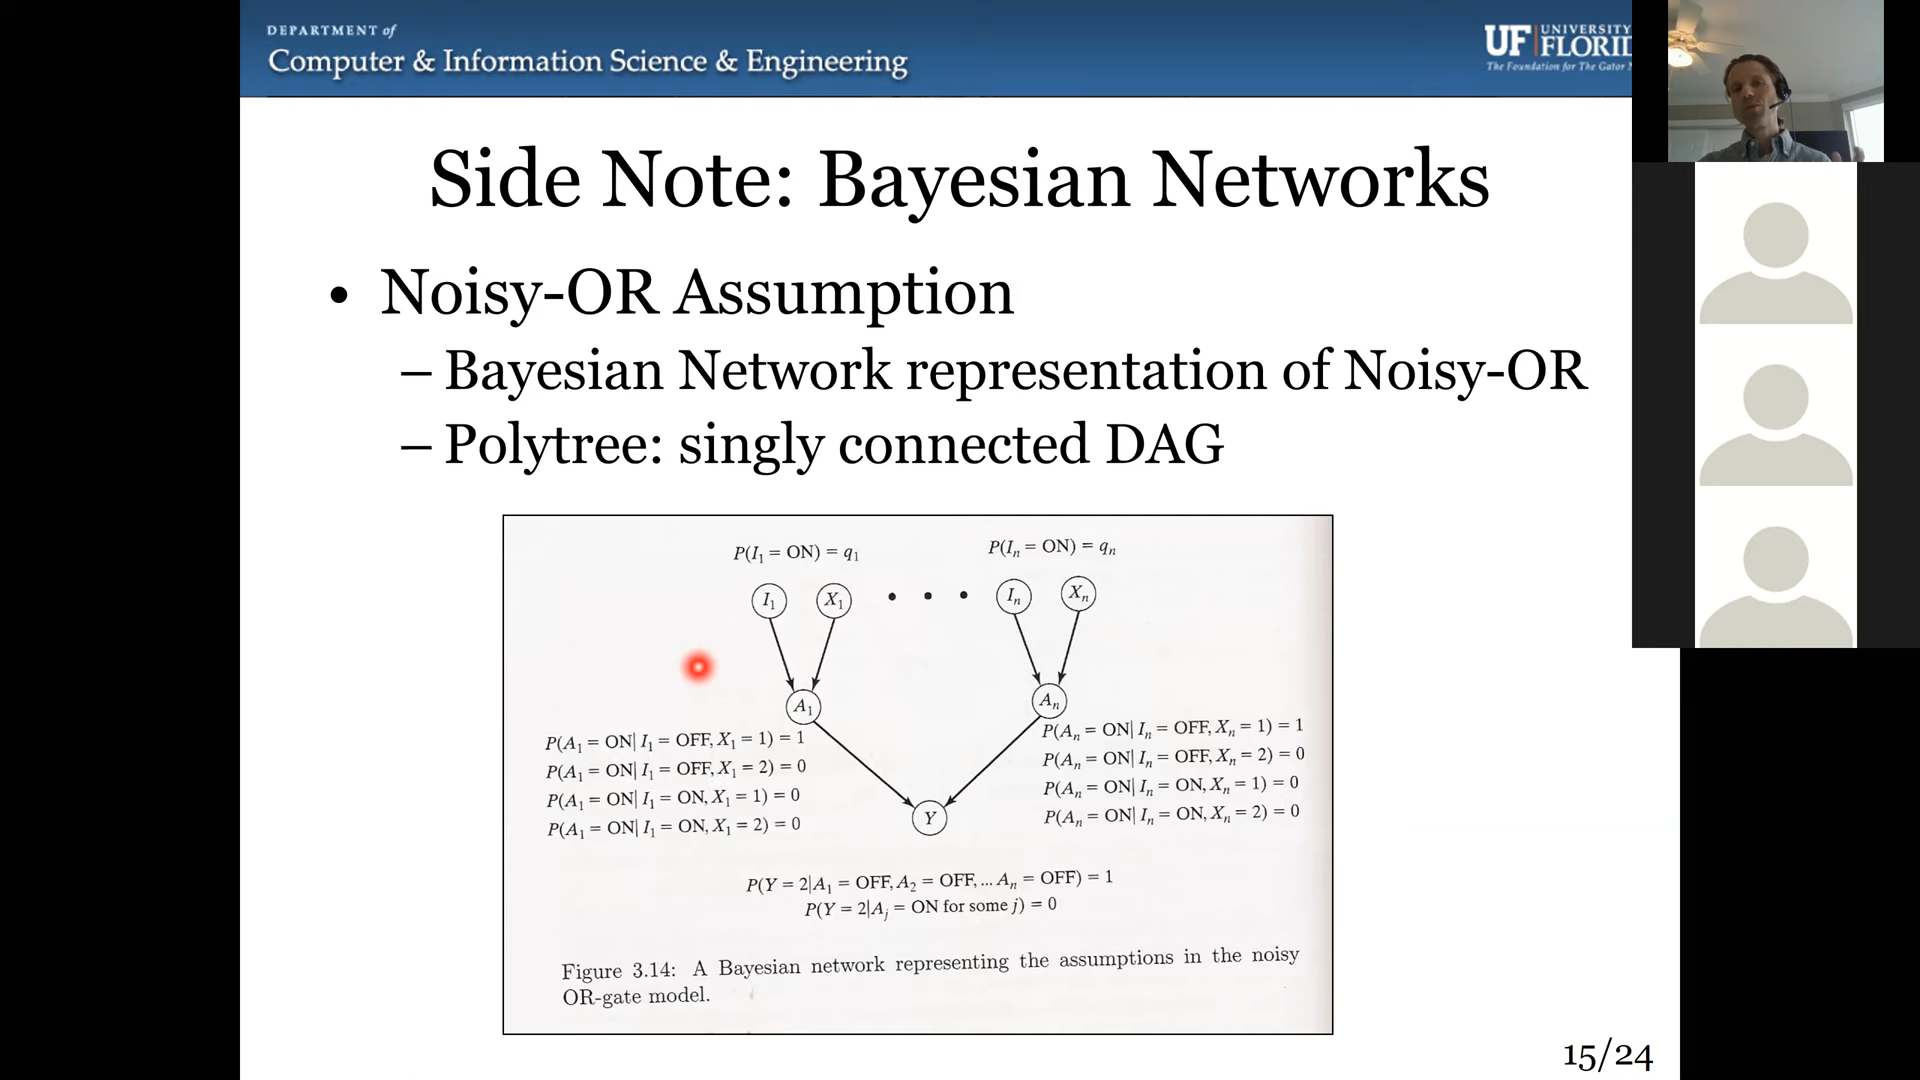 DEPARTMENT of
Computer & Information Science & Engineering
UF UNIVERSITY
FLORI
The Foundation for The Gator
Side Note: Bayesian Networks
• Noisy-OR Assumption
– Bayesian Network representation of Noisy-OR
– Polytree: singly connected DAG
P(I₁ = ON) = q₁
P(Iₙ = ON) = qₙ
I₁ X₁ • • • Iₙ Xₙ
A₁ Aₙ
P(A₁ = ON| I₁ = OFF, X₁ = 1) = 1
P(A₁ = ON| I₁ = OFF, X₁ = 2) = 0
P(A₁ = ON| I₁ = ON, X₁ = 1) = 0
P(A₁ = ON| I₁ = ON, X₁ = 2) = 0
P(Aₙ = ON| Iₙ = OFF, Xₙ = 1) = 1
P(Aₙ = ON| Iₙ = OFF, Xₙ = 2) = 0
P(Aₙ = ON| Iₙ = ON, Xₙ = 1) = 0
P(Aₙ = ON| Iₙ = ON, Xₙ = 2) = 0
Y
P(Y = 2|A₁ = OFF, A₂ = OFF, ... Aₙ = OFF) = 1
P(Y = 2|Aⱼ = ON for some j) = 0
Figure 3.14: A Bayesian network representing the assumptions in the noisy
OR-gate model.
15/24